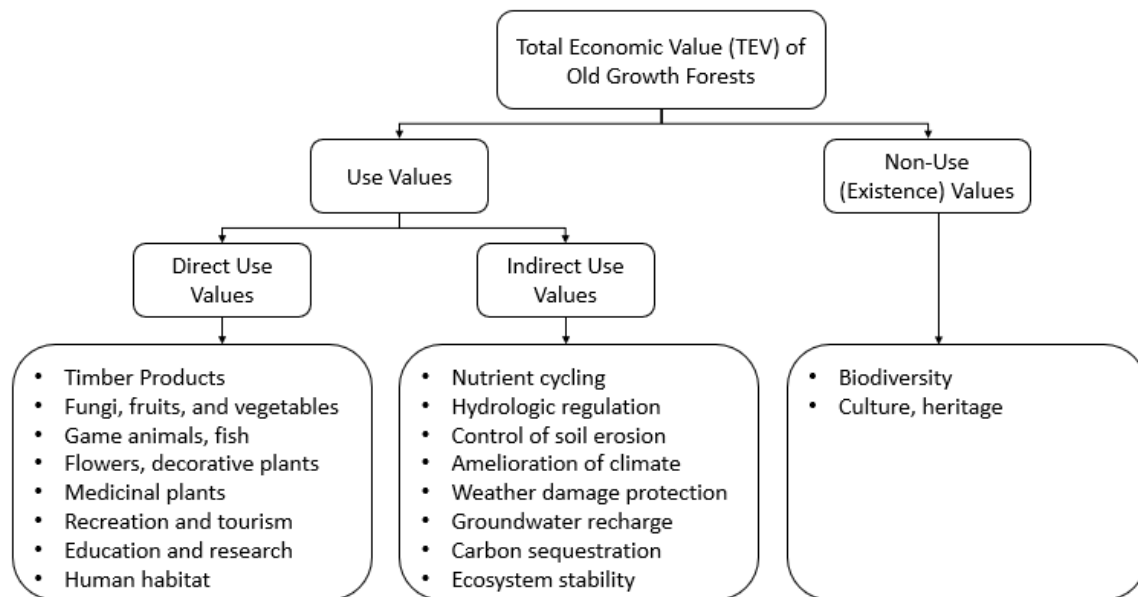 Total Economic Value (TEV) of
Old Growth Forests
Use Values
Non-Use
(Existence) Values
Direct Use
Values
Indirect Use
Values
• Timber Products
• Fungi, fruits, and vegetables
• Game animals, fish
• Flowers, decorative plants
• Medicinal plants
• Recreation and tourism
• Education and research
• Human habitat
• Nutrient cycling
• Hydrologic regulation
• Control of soil erosion
• Amelioration of climate
• Weather damage protection
• Groundwater recharge
• Carbon sequestration
• Ecosystem stability
• Biodiversity
• Culture, heritage